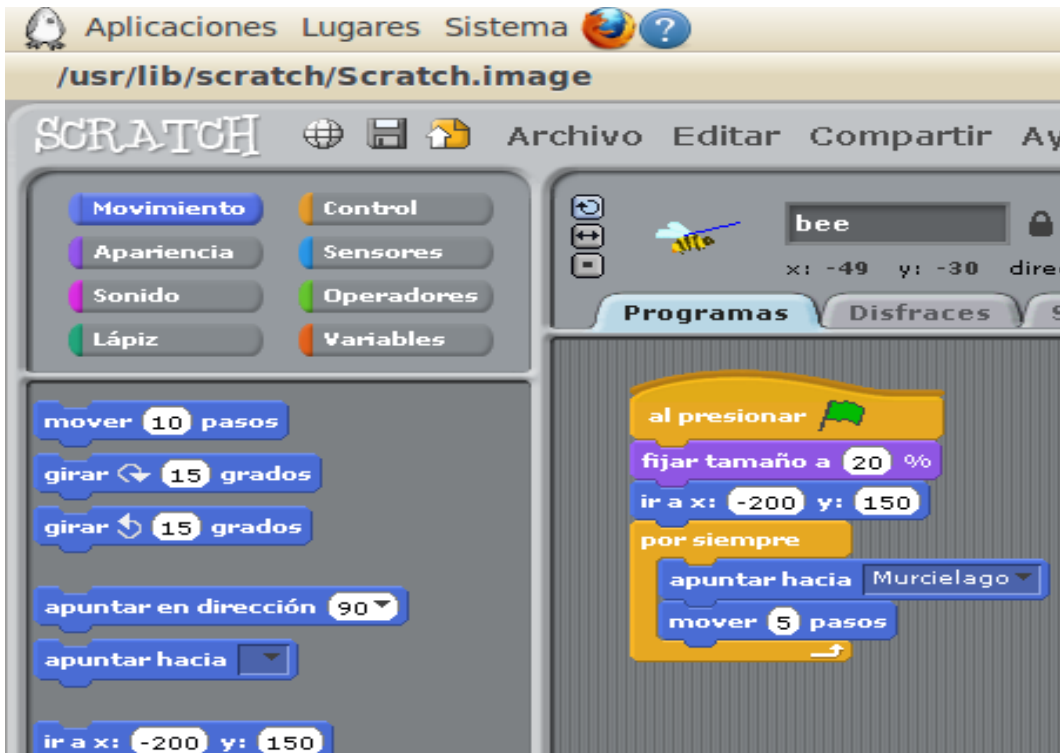 Aplicaciones Lugares Sistema ?
/usr/lib/scratch/Scratch.image
SCRATCH Archivo Editar Compartir Ay
Movimiento Control
Apariencia Sensores
Sonido Operadores
Lápiz Variables
bee
x: -49 y: -30 direc
Programas Disfraces S
mover 10 pasos
girar 15 grados
girar 15 grados
apuntar en dirección 90
apuntar hacia
ir a x: -200 y: 150
al presionar
fijar tamaño a 20 %
ir a x: -200 y: 150
por siempre
apuntar hacia Murcielago
mover 5 pasos